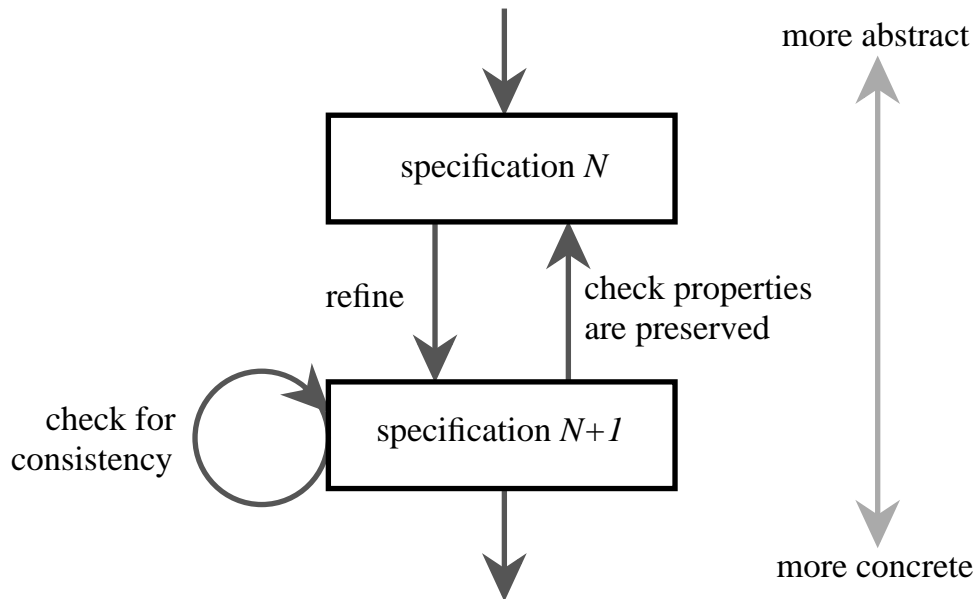 more abstract
specification N
refine
check properties
are preserved
check for
consistency
specification N+1
more concrete